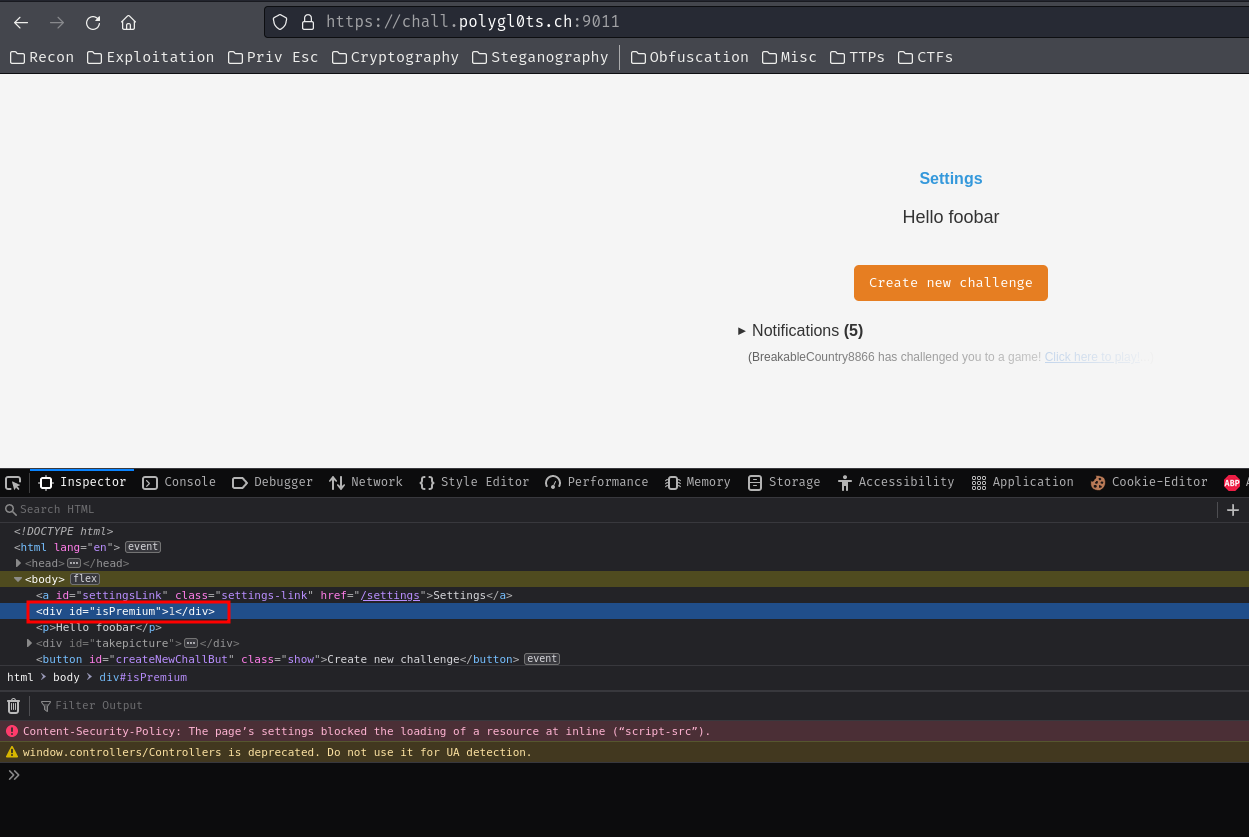 https://chall.polygl0ts.ch:9011
Recon Exploitation Priv Esc Cryptography Steganography Obfuscation Misc TTPs CTFs
Settings
Hello foobar
Create new challenge
▸ Notifications (5)
(BreakableCountry8866 has challenged you to a game! Click here to play!
Inspector Console Debugger Network Style Editor Performance Memory Storage Accessibility Application Cookie-Editor ABP
Search HTML
<!DOCTYPE html>
<html lang="en"> event
<head>...</head>
<body> flex
<a id="settingsLink" class="settings-link" href="/settings">Settings</a>
<div id="isPremium">1</div>
<p>Hello foobar</p>
<div id="takepicture">...</div>
<button id="createNewChallBut" class="show">Create new challenge</button> event
html > body > div#isPremium
Filter Output
Content-Security-Policy: The page’s settings blocked the loading of a resource at inline (“script-src”).
window.controllers/Controllers is deprecated. Do not use it for UA detection.